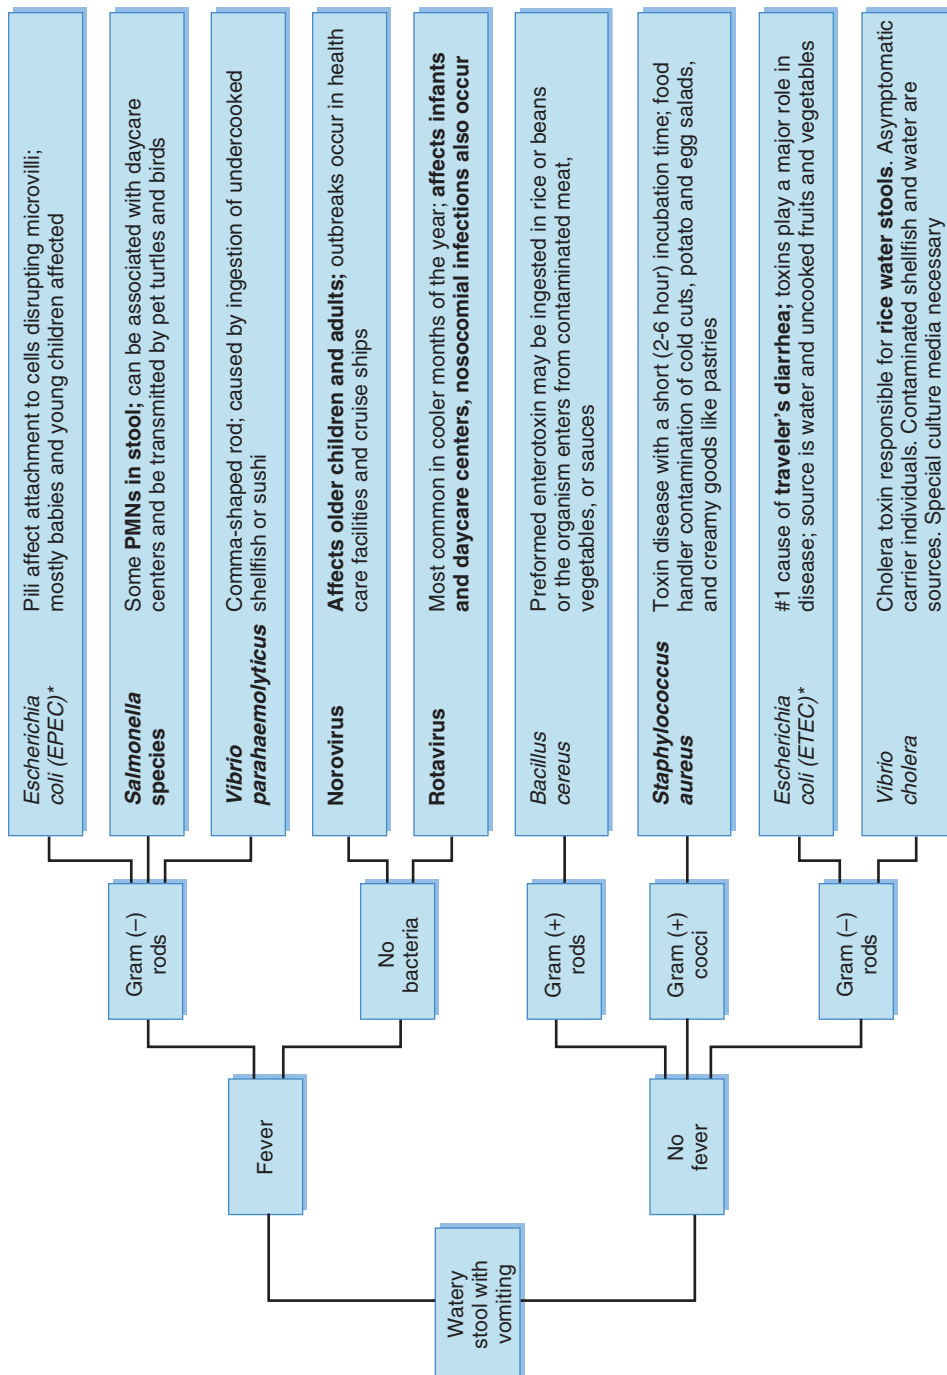 Watery
stool with
vomiting
Fever
No
fever
Gram (–)
rods
No
bacteria
Gram (+)
rods
Gram (+)
cocci
Gram (–)
rods
Escherichia
coli (EPEC)*
Pili affect attachment to cells disrupting microvilli;
mostly babies and young children affected
Salmonella
species
Some PMNs in stool; can be associated with daycare
centers and be transmitted by pet turtles and birds
Vibrio
parahaemolyticus
Comma-shaped rod; caused by ingestion of undercooked
shellfish or sushi
Norovirus
Affects older children and adults; outbreaks occur in health
care facilities and cruise ships
Rotavirus
Most common in cooler months of the year; affects infants
and daycare centers, nosocomial infections also occur
Bacillus
cereus
Preformed enterotoxin may be ingested in rice or beans
or the organism enters from contaminated meat,
vegetables, or sauces
Staphylococcus
aureus
Toxin disease with a short (2-6 hour) incubation time; food
handler contamination of cold cuts, potato and egg salads,
and creamy goods like pastries
Escherichia
coli (ETEC)*
#1 cause of traveler's diarrhea; toxins play a major role in
disease; source is water and uncooked fruits and vegetables
Vibrio
cholera
Cholera toxin responsible for rice water stools. Asymptomatic
carrier individuals. Contaminated shellfish and water are
sources. Special culture media necessary